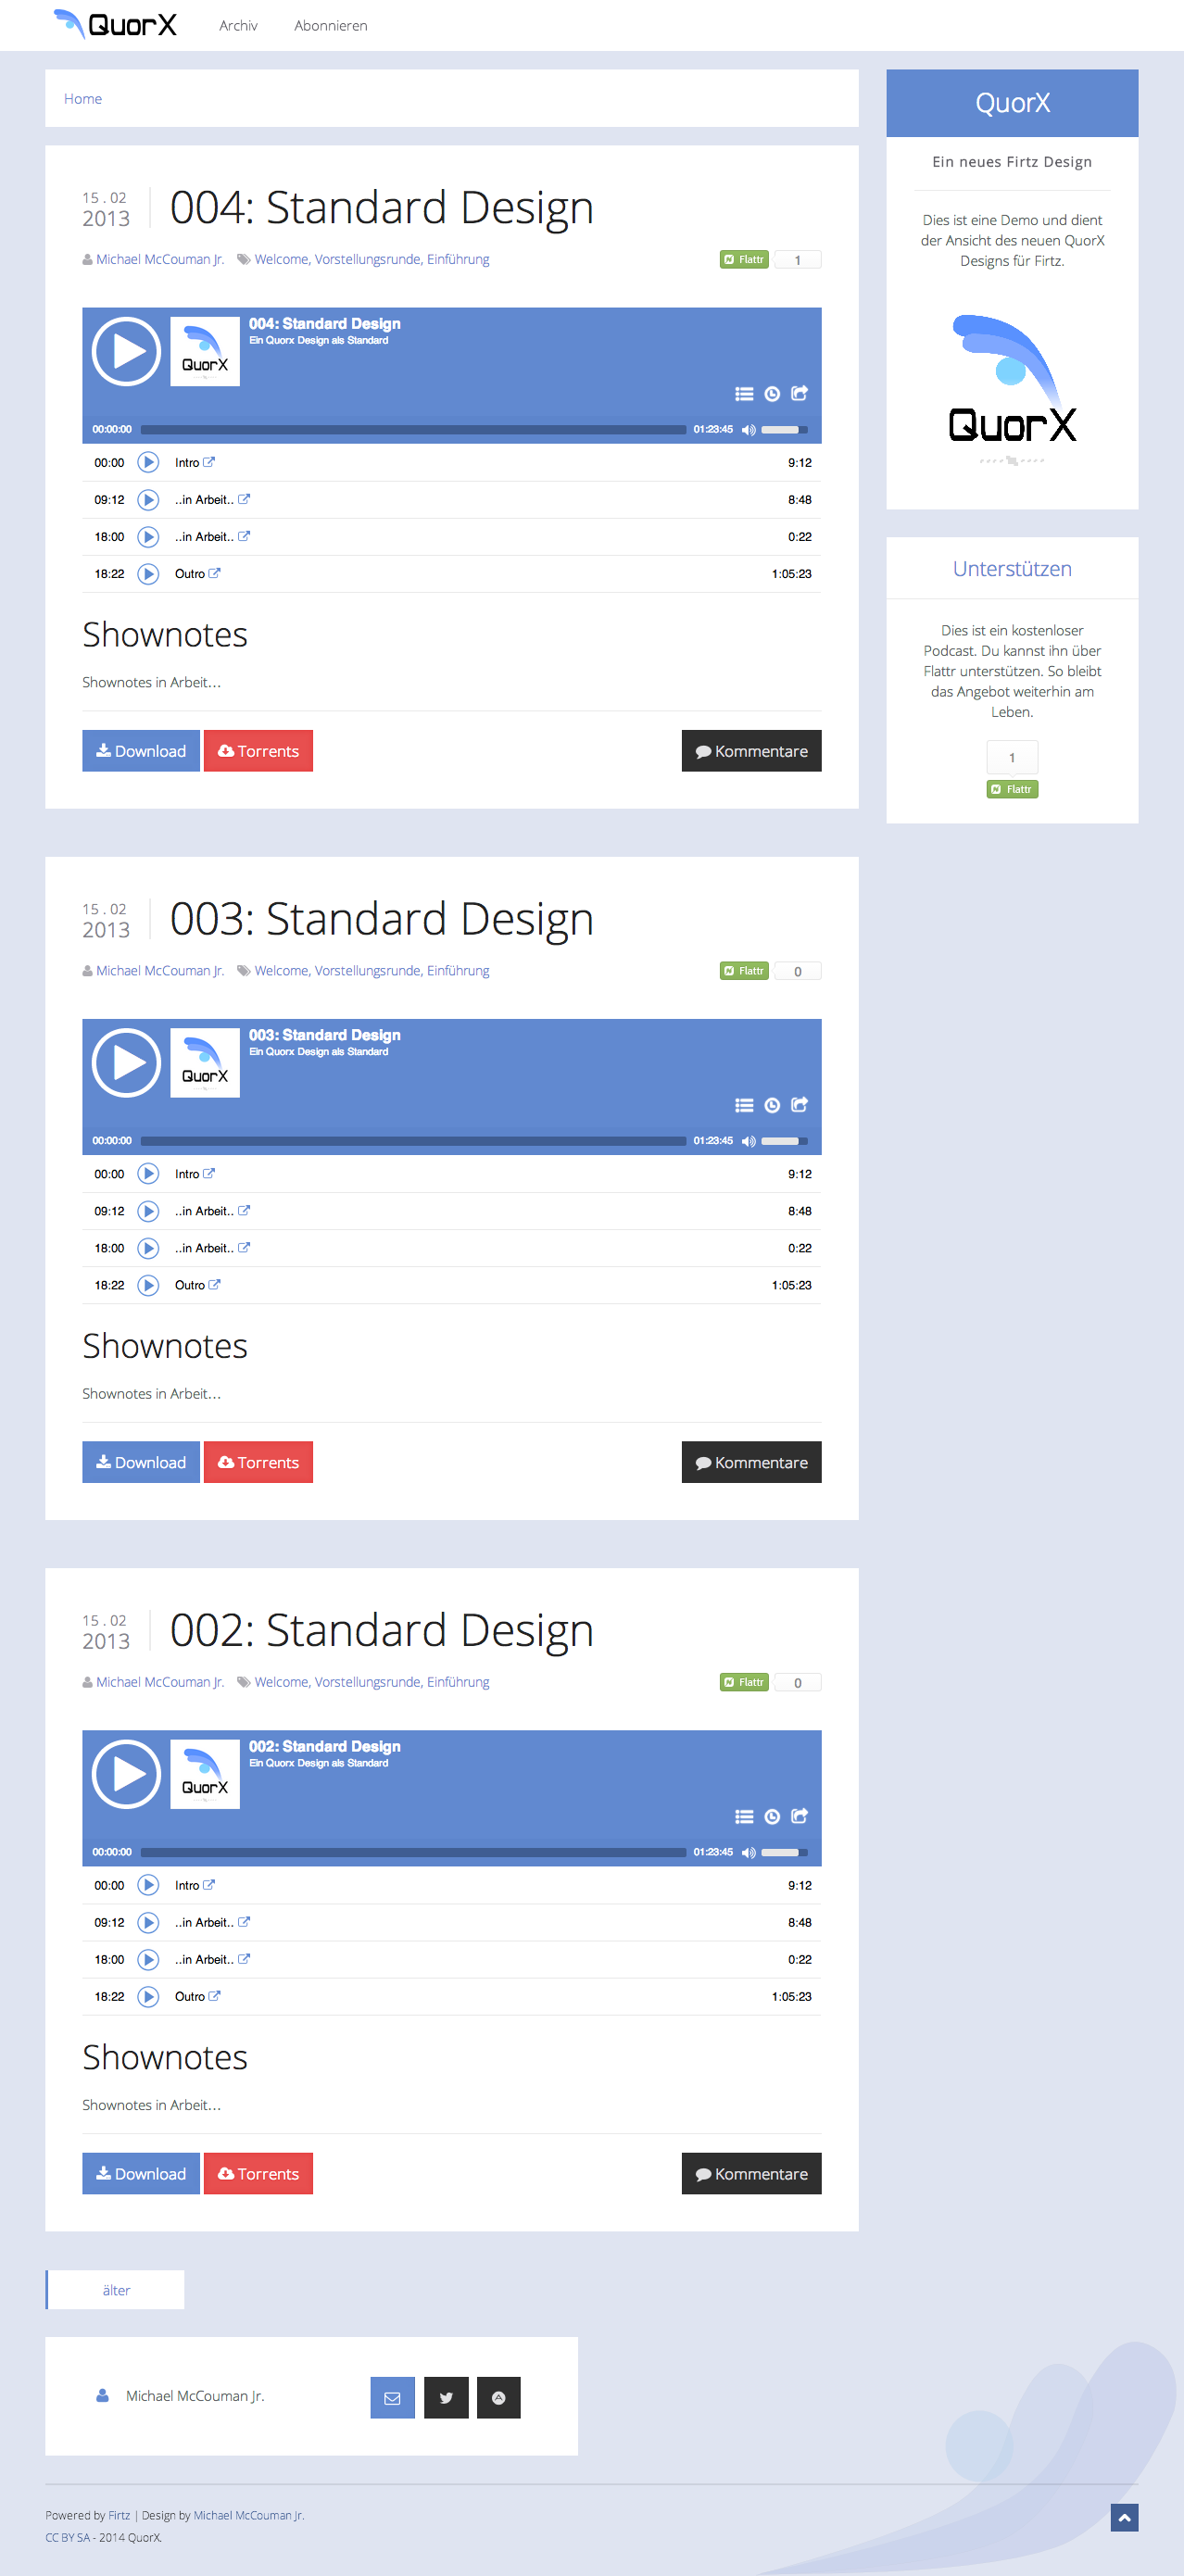 QuorX Archiv Abonnieren
Home
15 . 02
2013
004: Standard Design
Michael McCouman Jr. Welcome, Vorstellungsrunde, Einführung Flattr 1
QuorX
004: Standard Design
Ein Quorx Design als Standard
00:00:00 01:23:45
00:00 Intro 9:12
09:12 ..in Arbeit.. 8:48
18:00 ..in Arbeit.. 0:22
18:22 Outro 1:05:23
Shownotes
Shownotes in Arbeit...
Download Torrents Kommentare
15 . 02
2013
003: Standard Design
Michael McCouman Jr. Welcome, Vorstellungsrunde, Einführung Flattr 0
QuorX
003: Standard Design
Ein Quorx Design als Standard
00:00:00 01:23:45
00:00 Intro 9:12
09:12 ..in Arbeit.. 8:48
18:00 ..in Arbeit.. 0:22
18:22 Outro 1:05:23
Shownotes
Shownotes in Arbeit...
Download Torrents Kommentare
15 . 02
2013
002: Standard Design
Michael McCouman Jr. Welcome, Vorstellungsrunde, Einführung Flattr 0
QuorX
002: Standard Design
Ein Quorx Design als Standard
00:00:00 01:23:45
00:00 Intro 9:12
09:12 ..in Arbeit.. 8:48
18:00 ..in Arbeit.. 0:22
18:22 Outro 1:05:23
Shownotes
Shownotes in Arbeit...
Download Torrents Kommentare
älter
QuorX
Ein neues Firtz Design
Dies ist eine Demo und dient
der Ansicht des neuen QuorX
Designs für Firtz.
QuorX
Unterstützen
Dies ist ein kostenloser
Podcast. Du kannst ihn über
Flattr unterstützen. So bleibt
das Angebot weiterhin am
Leben.
1
Flattr
Michael McCouman Jr.
Powered by Firtz | Design by Michael McCouman Jr.
CC BY SA - 2014 QuorX.